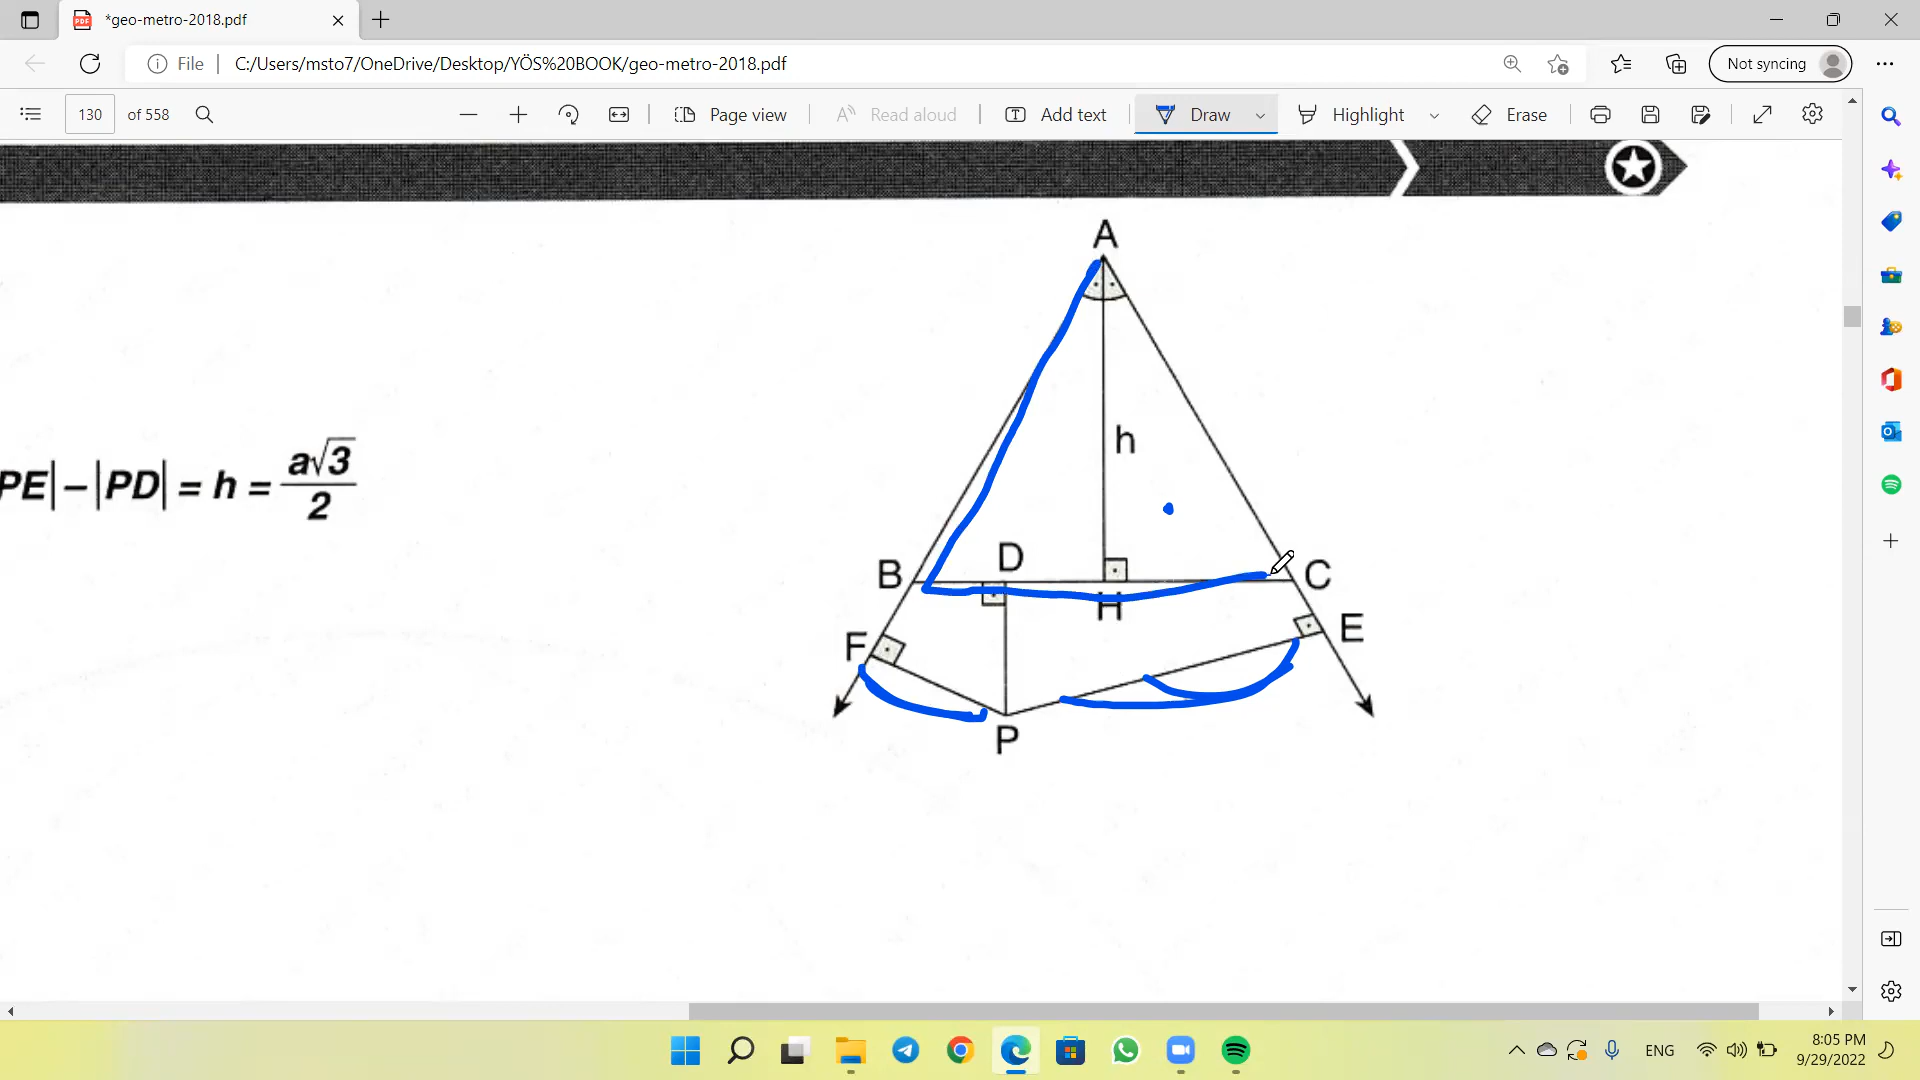 *geo-metro-2018.pdf
File
C:/Users/msto7/OneDrive/Desktop/YÖS%20BOOK/geo-metro-2018.pdf
Not syncing
130 of 558
Page view
Read aloud
Add text
Draw
Highlight
Erase
A
h
PE|−|PD| = h = a√3/2
B D C
H
F E
P
ENG
8:05 PM
9/29/2022